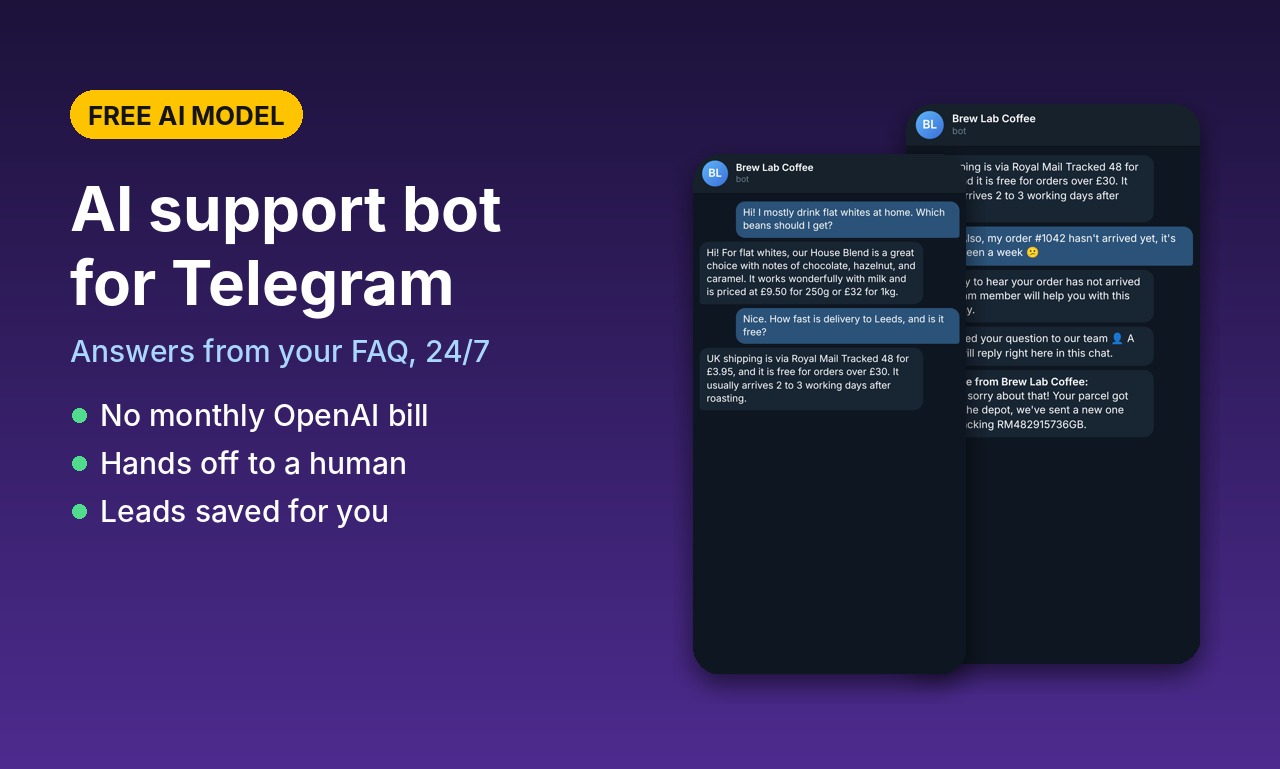 FREE AI MODEL
AI support bot
for Telegram
Answers from your FAQ, 24/7
No monthly OpenAI bill
Hands off to a human
Leads saved for you
BL
Brew Lab Coffee
bot
Hi! I mostly drink flat whites at home. Which
beans should I get?
Hi! For flat whites, our House Blend is a great
choice with notes of chocolate, hazelnut, and
caramel. It works wonderfully with milk and
is priced at £9.50 for 250g or £32 for 1kg.
Nice. How fast is delivery to Leeds, and is it
free?
UK shipping is via Royal Mail Tracked 48 for
£3.95, and it is free for orders over £30. It
usually arrives 2 to 3 working days after
roasting.
BL
Brew Lab Coffee
bot
is via Royal Mail Tracked 48 for
it is free for orders over £30. It
arrives 2 to 3 working days after
my order #1042 hasn't arrived yet, it's
a week 😕
to hear your order has not arrived
member will help you with this
your question to our team 👤 A
reply right here in this chat.
from Brew Lab Coffee:
sorry about that! Your parcel got
depot, we've sent a new one
RM482915736GB.